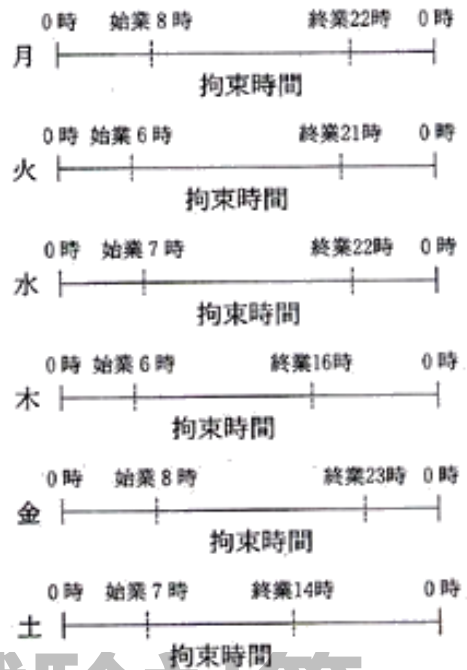 0時 始業8時 終業22時 0時
月
拘束時間
0時 始業6時 終業21時 0時
火
拘束時間
0時 始業7時 終業22時 0時
水
拘束時間
0時 始業6時 終業16時 0時
木
拘束時間
0時 始業8時 終業23時 0時
金
拘束時間
0時 始業7時 終業14時 0時
土
拘束時間